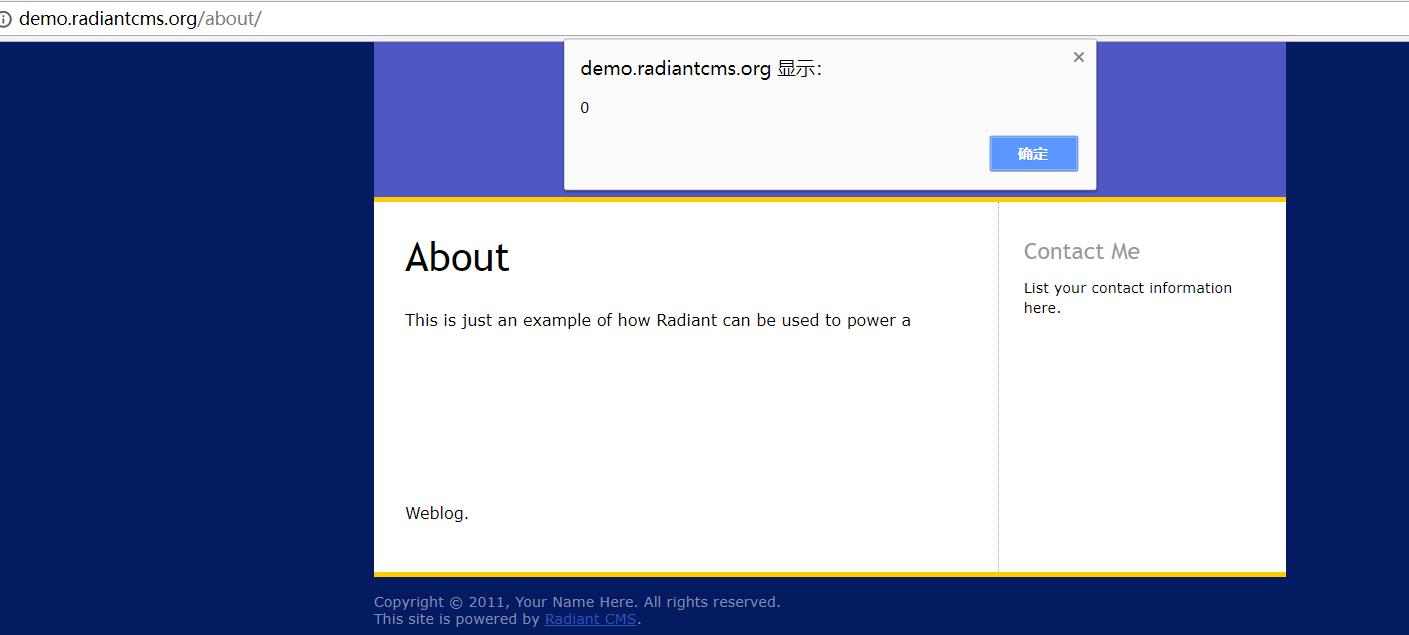 demo.radiantcms.org/about/
demo.radiantcms.org 显示：
0
确定
About
This is just an example of how Radiant can be used to power a
Weblog.
Contact Me
List your contact information
here.
Copyright © 2011, Your Name Here. All rights reserved.
This site is powered by Radiant CMS.